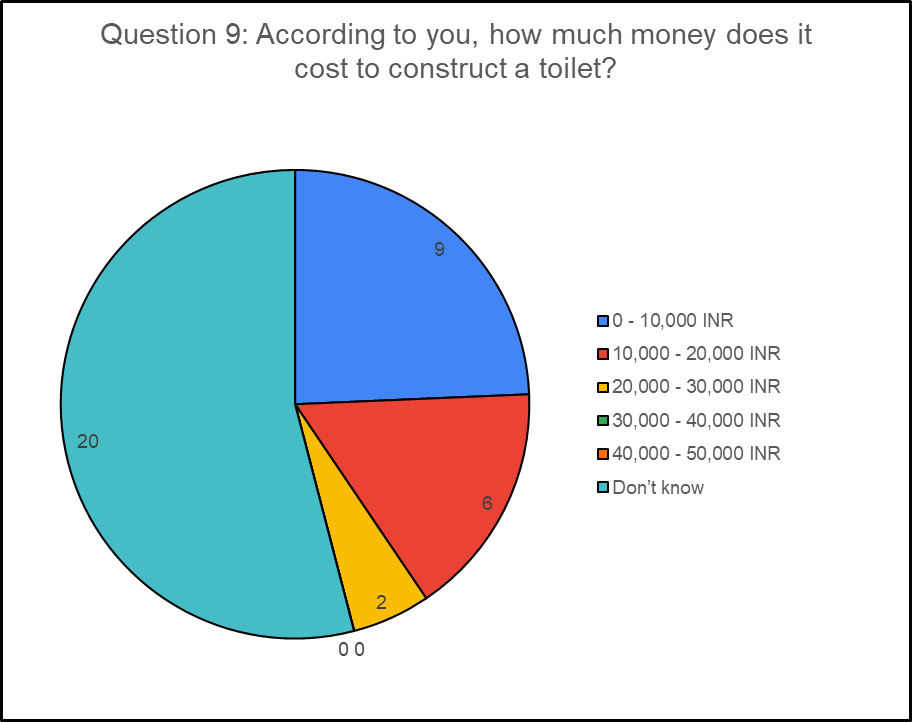 Question 9: According to you, how much money does it
cost to construct a toilet?
9
6
2
0 0
20
0 - 10,000 INR
10,000 - 20,000 INR
20,000 - 30,000 INR
30,000 - 40,000 INR
40,000 - 50,000 INR
Don’t know